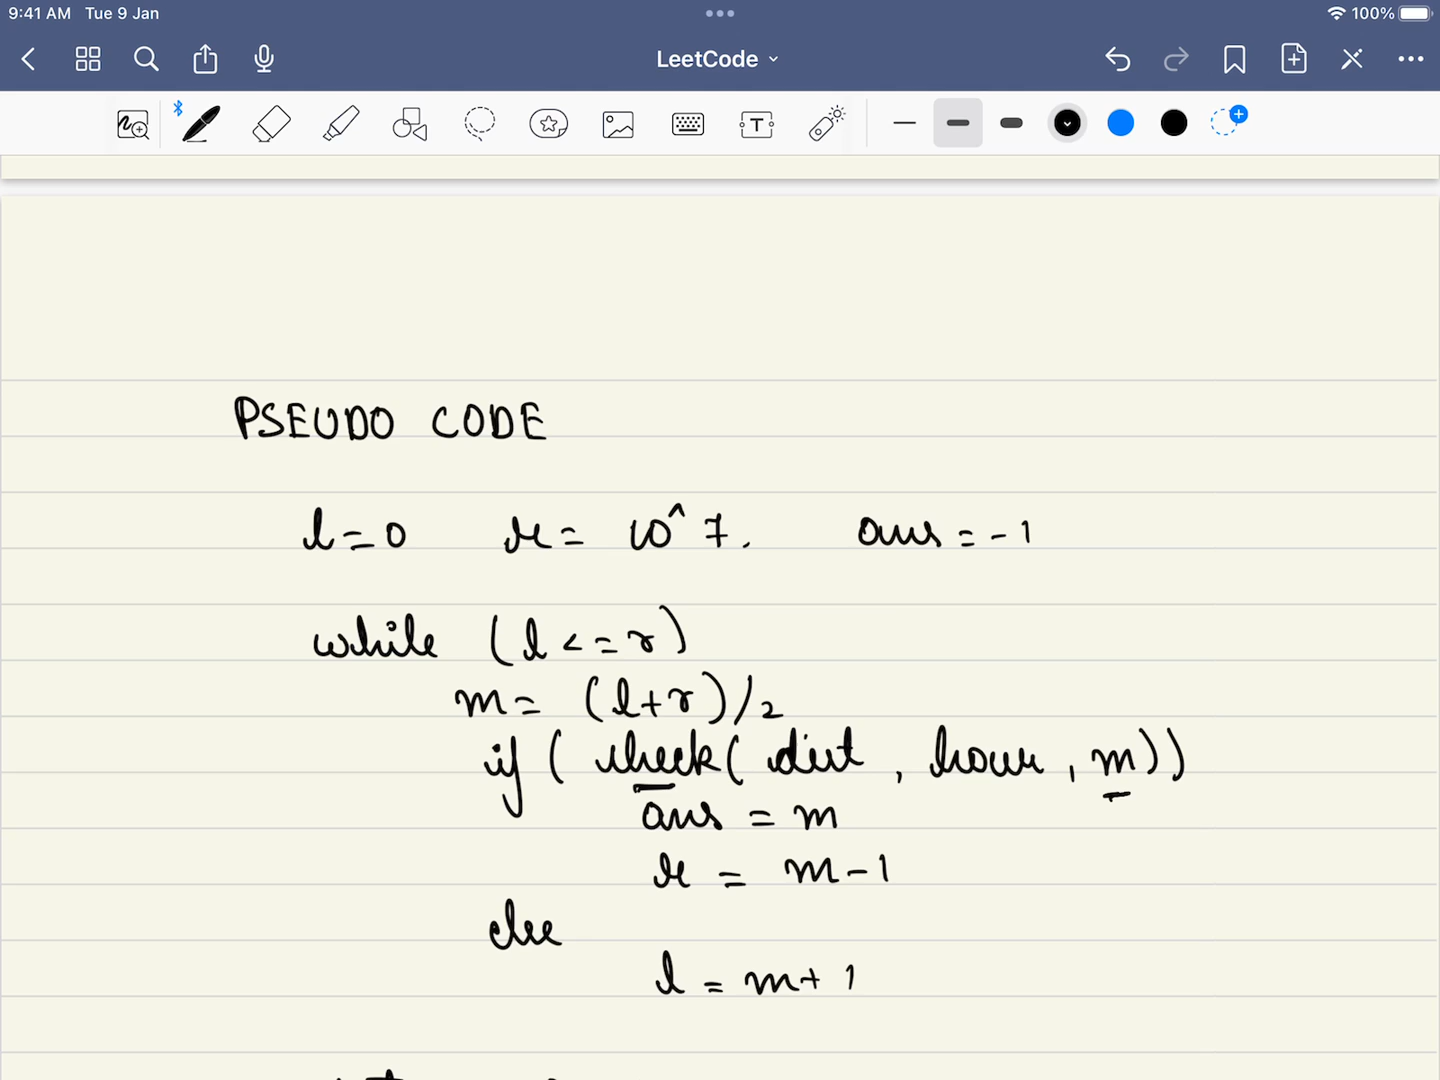 9:41 AM Tue 9 Jan
100%
LeetCode
T
PSEUDO CODE
l=0 r= 10^7. ans=-1
while (l<=r)
m= (l+r)/2
if ( check( dist , hour , m))
ans = m
r = m-1
else
l = m+1